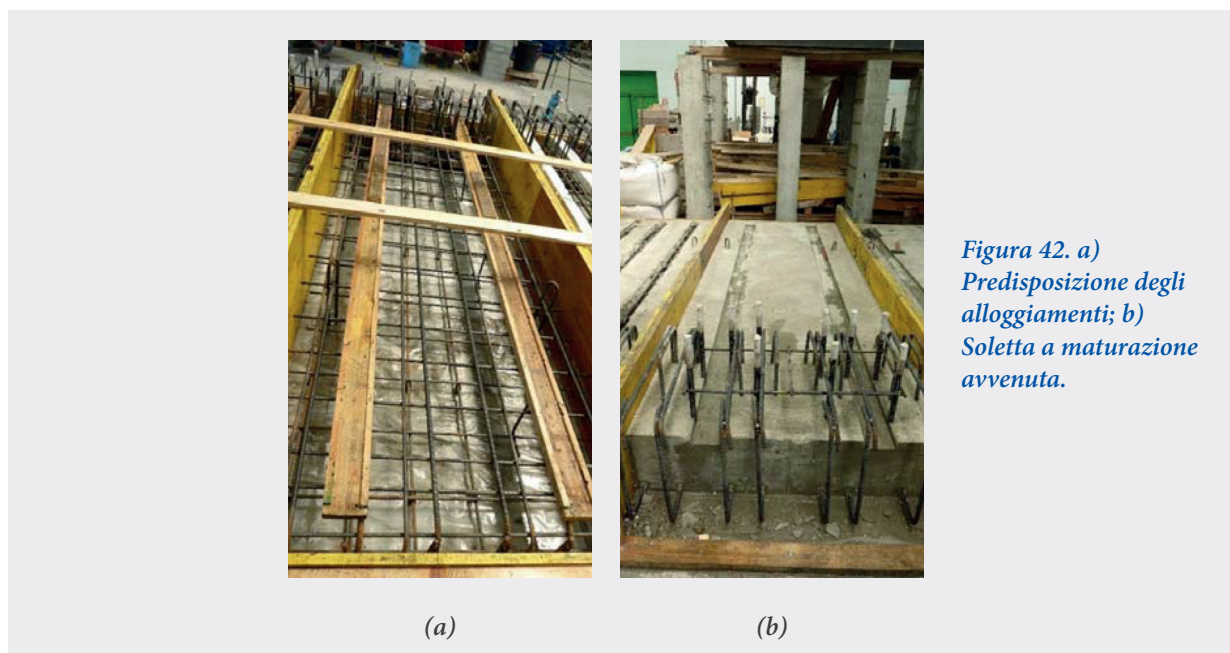 Figura 42. a)
Predisposizione degli
alloggiamenti; b)
Soletta a maturazione
avvenuta.
(a)
(b)